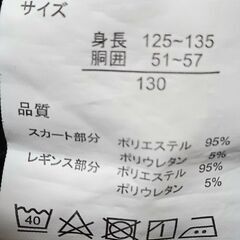 サイズ
身長 125~135
胴囲 51~57
130
品質
スカート部分 ポリエステル 95%
ポリウレタン 5%
レギンス部分 ポリエステル 95%
ポリウレタン 5%
40